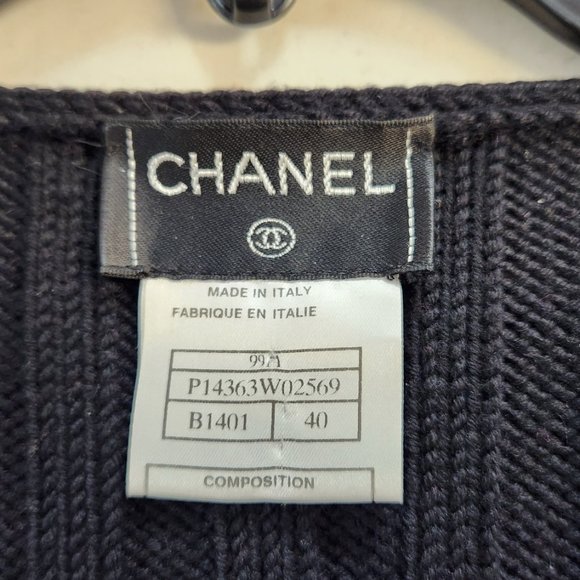 CHANEL
MADE IN ITALY
FABRIQUE EN ITALIE
99A
P14363W02569
B1401 40
COMPOSITION